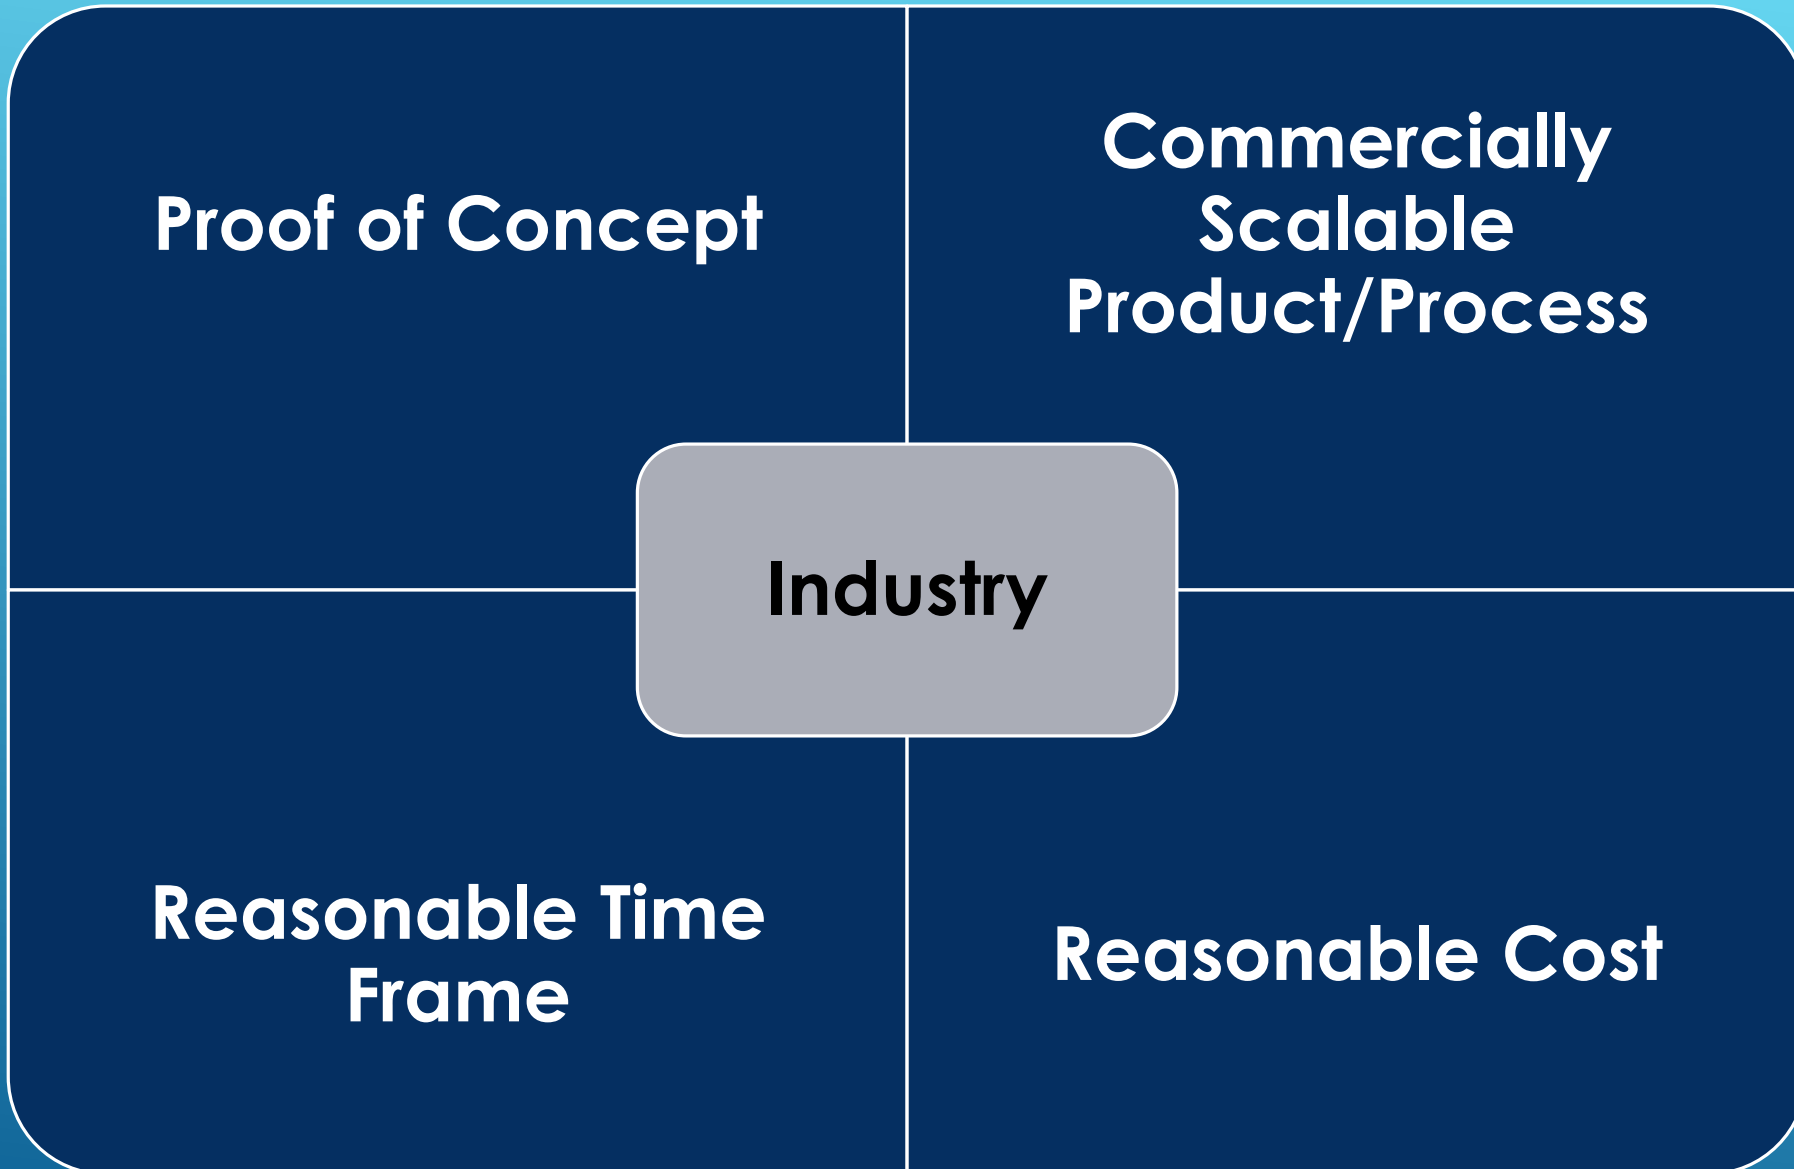 Proof of Concept
Commercially
Scalable
Product/Process
Industry
Reasonable Time
Frame
Reasonable Cost